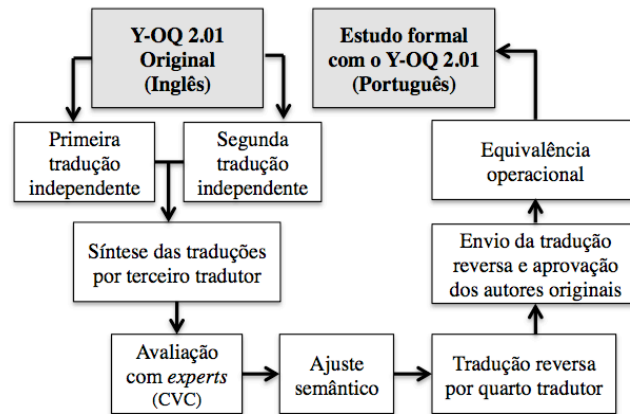 Y-OQ 2.01
Original
(Inglês)
Estudo formal
com o Y-OQ 2.01
(Português)
Primeira
tradução
independente
Segunda
tradução
independente
Equivalência
operacional
Síntese das traduções
por terceiro tradutor
Envio da tradução
reversa e aprovação
dos autores originais
Avaliação
com experts
(CVC)
Ajuste
semântico
Tradução reversa
por quarto tradutor